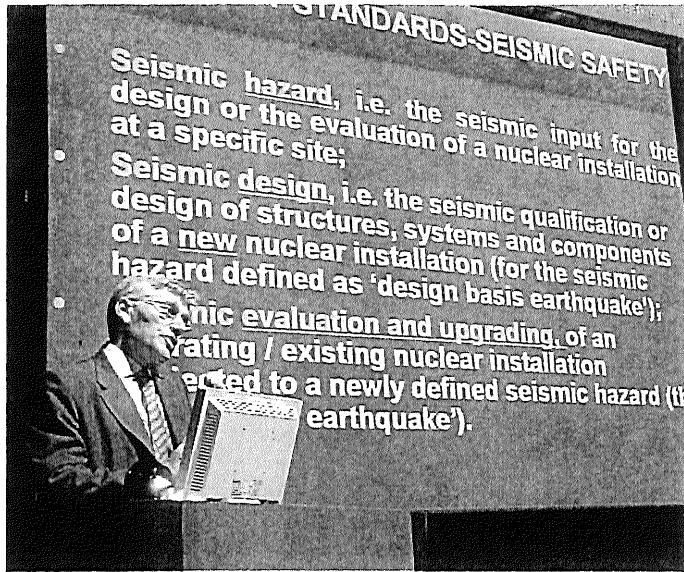 STANDARDS-SEISMIC SAFETY
Seismic hazard, i.e. the seismic input for the
design or the evaluation of a nuclear installation
at a specific site;
Seismic design, i.e. the seismic qualification or
design of structures, systems and components
of a new nuclear installation (for the seismic
hazard defined as ‘design basis earthquake’);
evaluation and upgrading, of an
/ existing nuclear installation
to a newly defined seismic hazard
earthquake’).